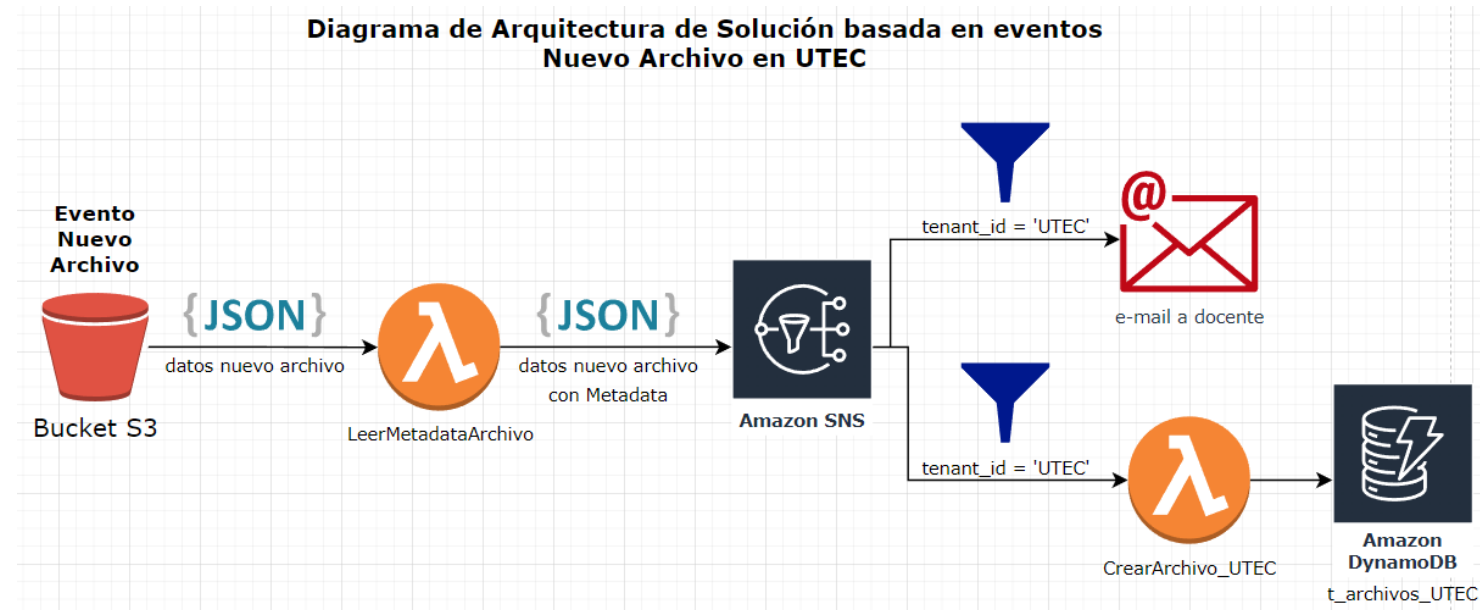 Diagrama de Arquitectura de Solución basada en eventos
Nuevo Archivo en UTEC
Evento
Nuevo
Archivo
Bucket S3
{JSON}
datos nuevo archivo
LeerMetadataArchivo
{JSON}
datos nuevo archivo
con Metadata
Amazon SNS
tenant_id = 'UTEC'
@
e-mail a docente
tenant_id = 'UTEC'
CrearArchivo_UTEC
Amazon
DynamoDB
t_archivos_UTEC